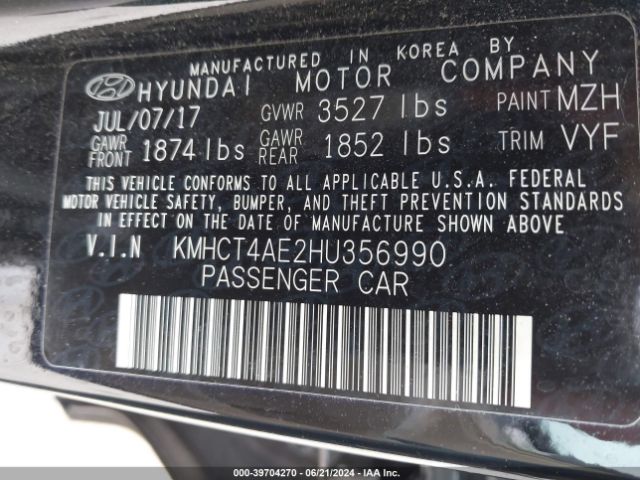 MANUFACTURED IN KOREA BY
HYUNDAI MOTOR COMPANY
JUL/07/17 GVWR 3527 lbs PAINT MZH
GAWR FRONT 1874 lbs GAWR REAR 1852 lbs TRIM VYF
THIS VEHICLE CONFORMS TO ALL APPLICABLE U.S.A. FEDERAL
MOTOR VEHICLE SAFETY, BUMPER, AND THEFT PREVENTION STANDARDS
IN EFFECT ON THE DATE OF MANUFACTURE SHOWN ABOVE.
V.I.N KMHCT4AE2HU356990
PASSENGER CAR
000-39704270 - 06/21/2024 - IAA Inc.